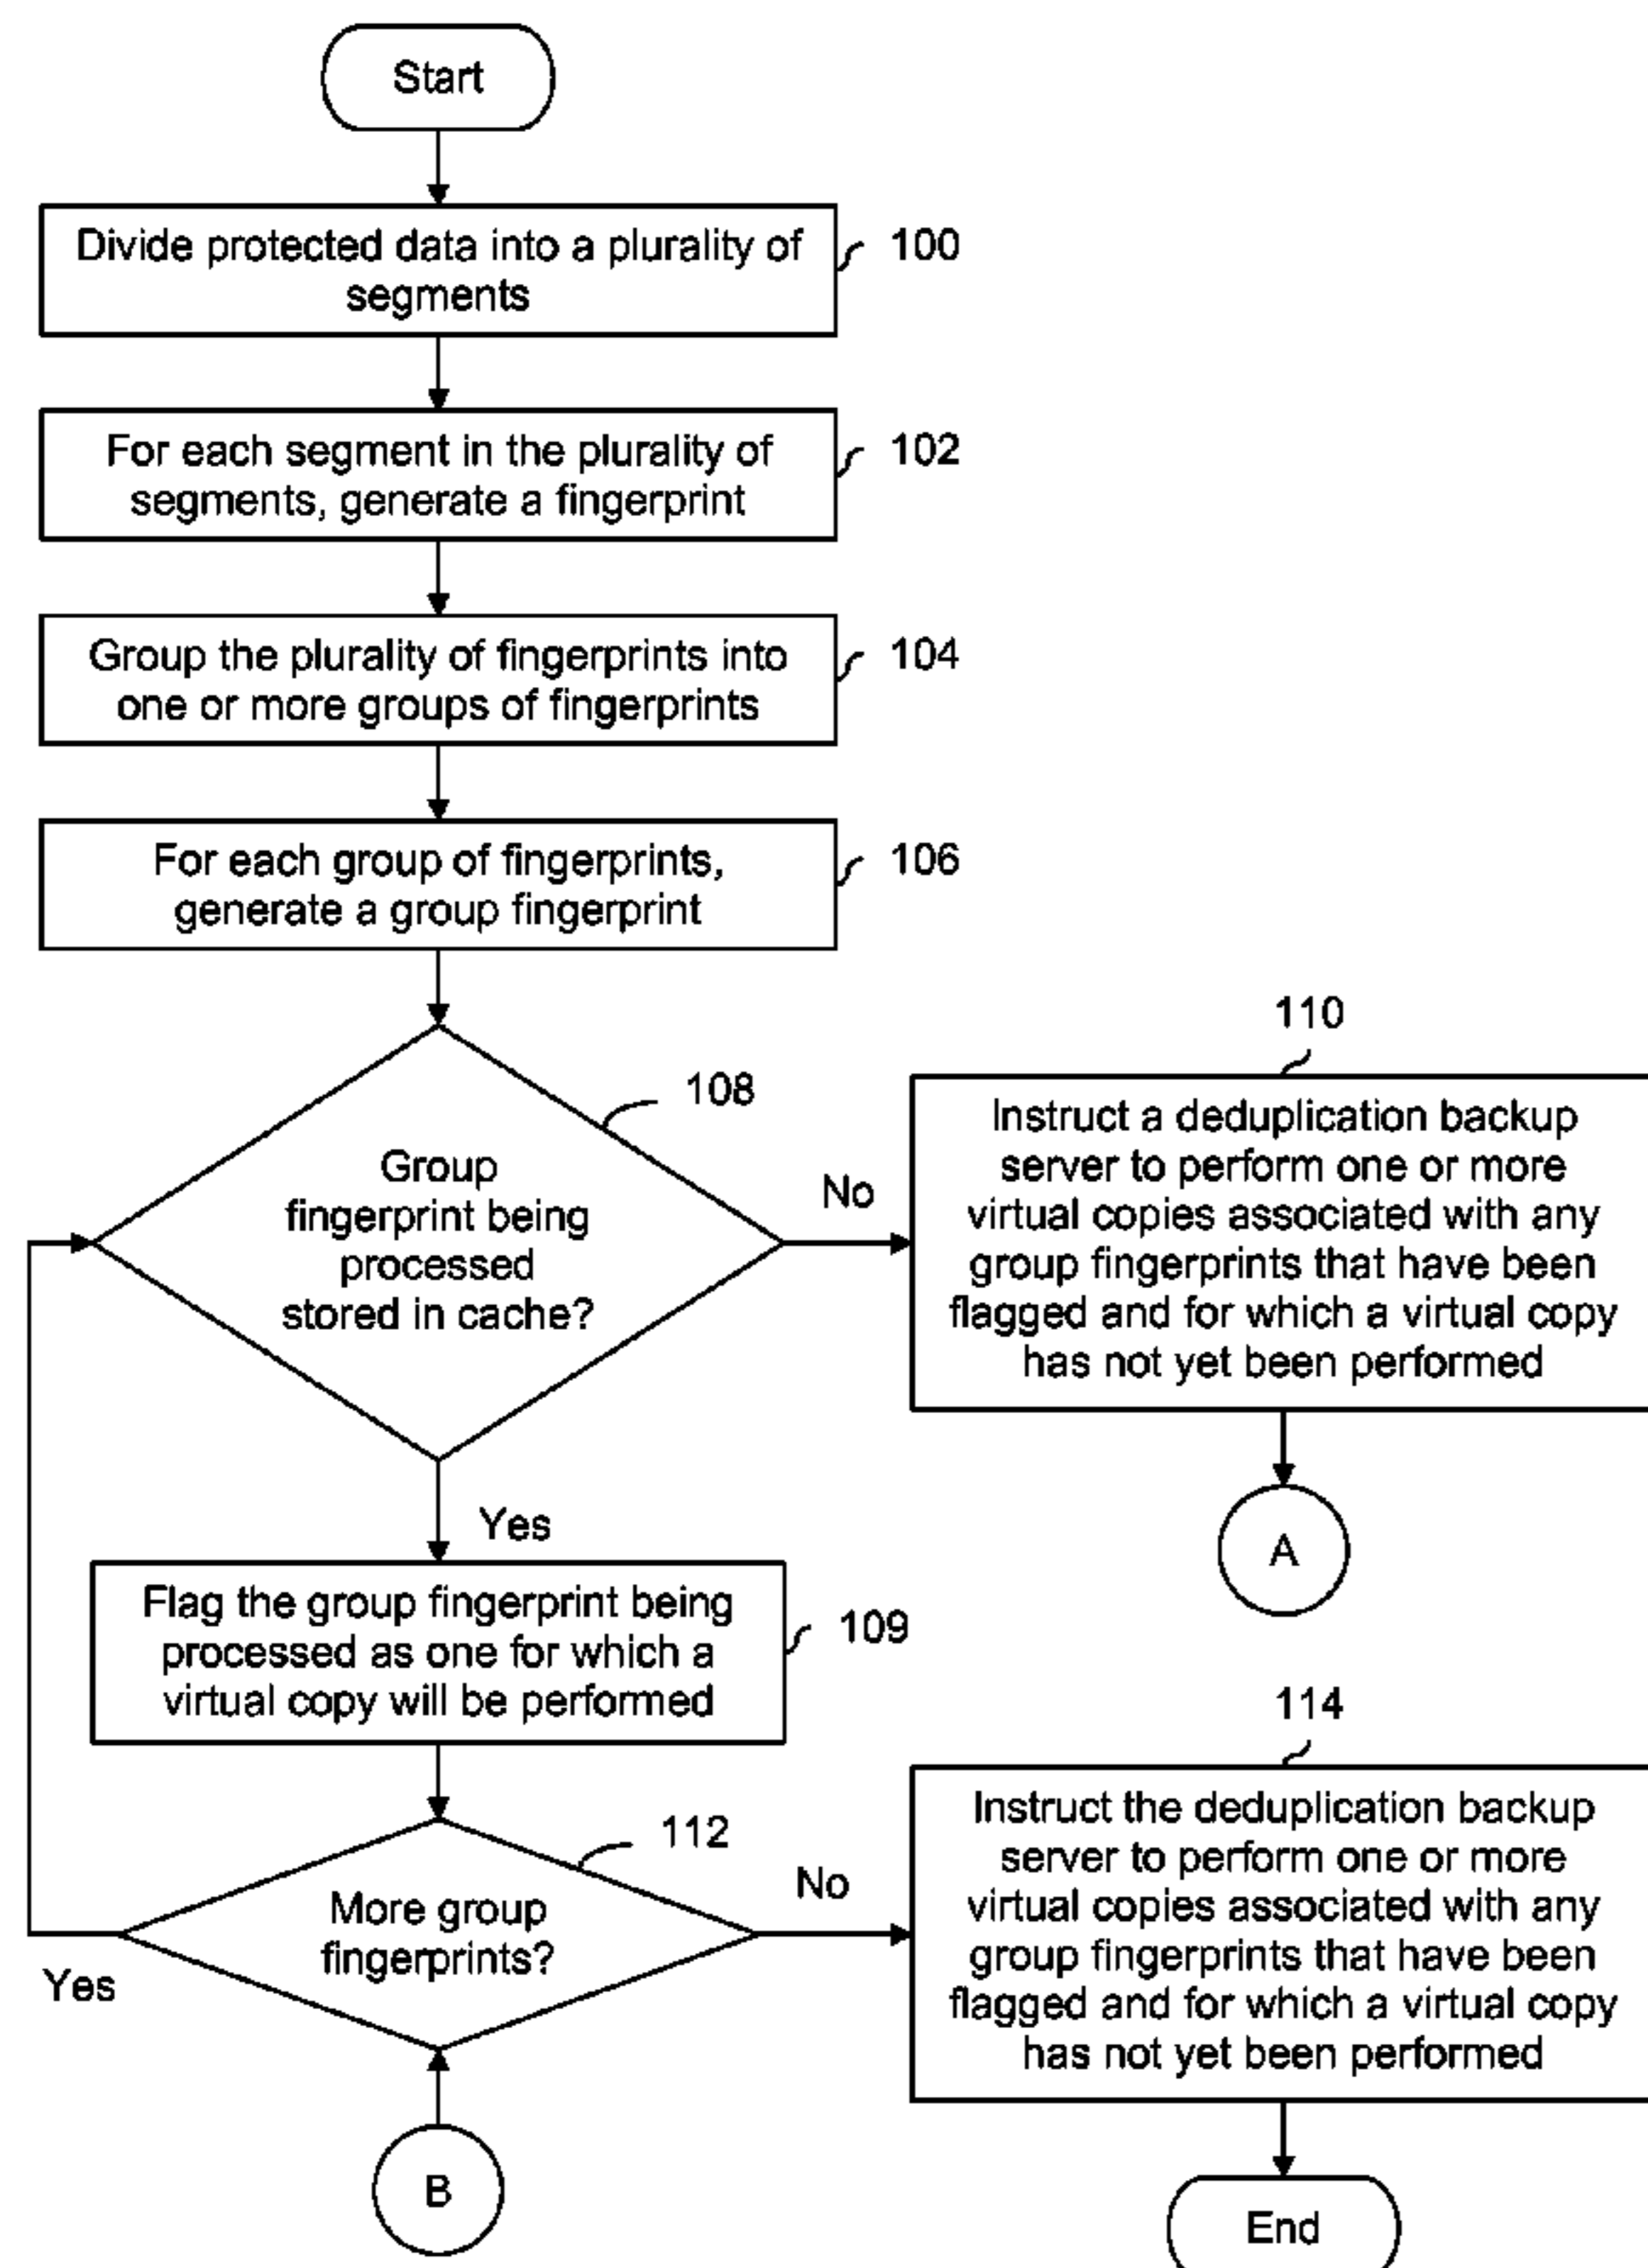 Start
Divide protected data into a plurality of
segments
100
For each segment in the plurality of
segments, generate a fingerprint
102
Group the plurality of fingerprints into
one or more groups of fingerprints
104
For each group of fingerprints,
generate a group fingerprint
106
108
Group
fingerprint being
processed
stored in cache?
No
110
Instruct a deduplication backup
server to perform one or more
virtual copies associated with any
group fingerprints that have been
flagged and for which a virtual copy
has not yet been performed
A
Yes
Flag the group fingerprint being
processed as one for which a
virtual copy will be performed
109
112
More group
fingerprints?
Yes
No
114
Instruct the deduplication backup
server to perform one or more
virtual copies associated with any
group fingerprints that have been
flagged and for which a virtual copy
has not yet been performed
B
End